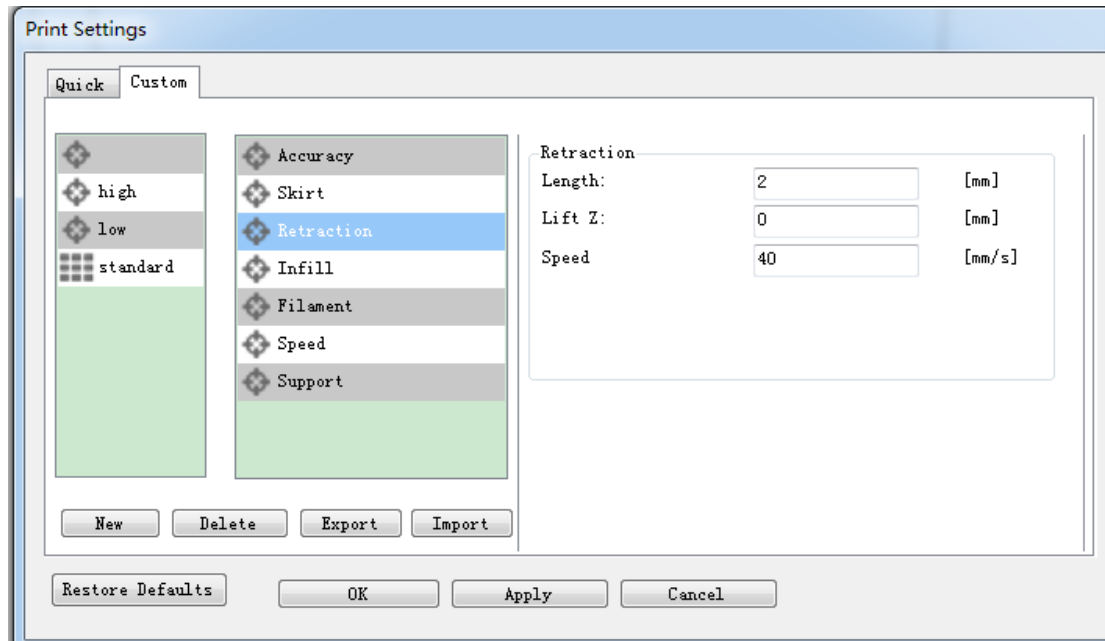 Print Settings
Quick Custom
high
low
standard
Accuracy
Skirt
Retraction
Infill
Filament
Speed
Support
Retraction
Length: 2 [mm]
Lift Z: 0 [mm]
Speed 40 [mm/s]
New Delete Export Import
Restore Defaults OK Apply Cancel